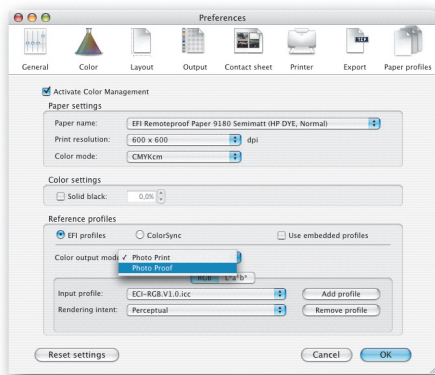 Preferences
General Color Layout Output Contact sheet Printer Export Paper profiles
Activate Color Management
Paper settings
Paper name: EFI Remoteproof Paper 9180 Semimatt (HP DYE, Normal)
Print resolution: 600 x 600 dpi
Color mode: CMYKcm
Color settings
Solid black: 0,0%
Reference profiles
EFI profiles ColorSync Use embedded profiles
Color output mode ✓ Photo Print
Photo Proof
RGB L*a*b*
Input profile: ECI-RGB.V1.0.icc Add profile
Rendering intent: Perceptual Remove profile
Reset settings Cancel OK